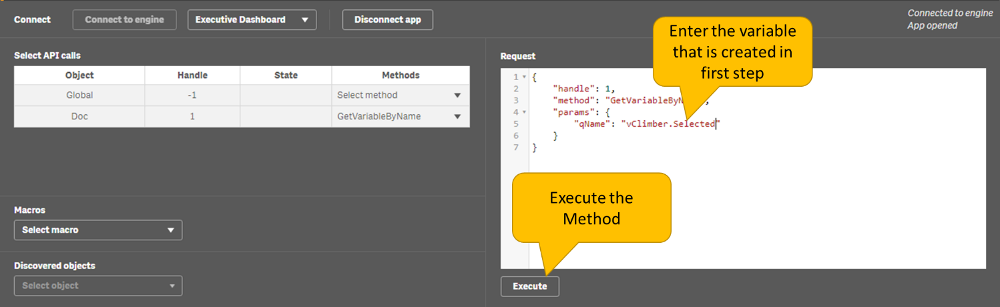 Connect
Connect to engine
Executive Dashboard
Disconnect app
Connected to engine
App opened
Select API calls
Object Handle State Methods
Global -1 Select method
Doc 1 GetVariableByName
Macros
Select macro
Discovered objects
Select object
Request
Enter the variable
that is created in
first step
1 {
2 "handle": 1,
3 "method": "GetVariableByN
4 "params": {
5 "qName": "vClimber.Selected"
6 }
7 }
Execute the
Method
Execute